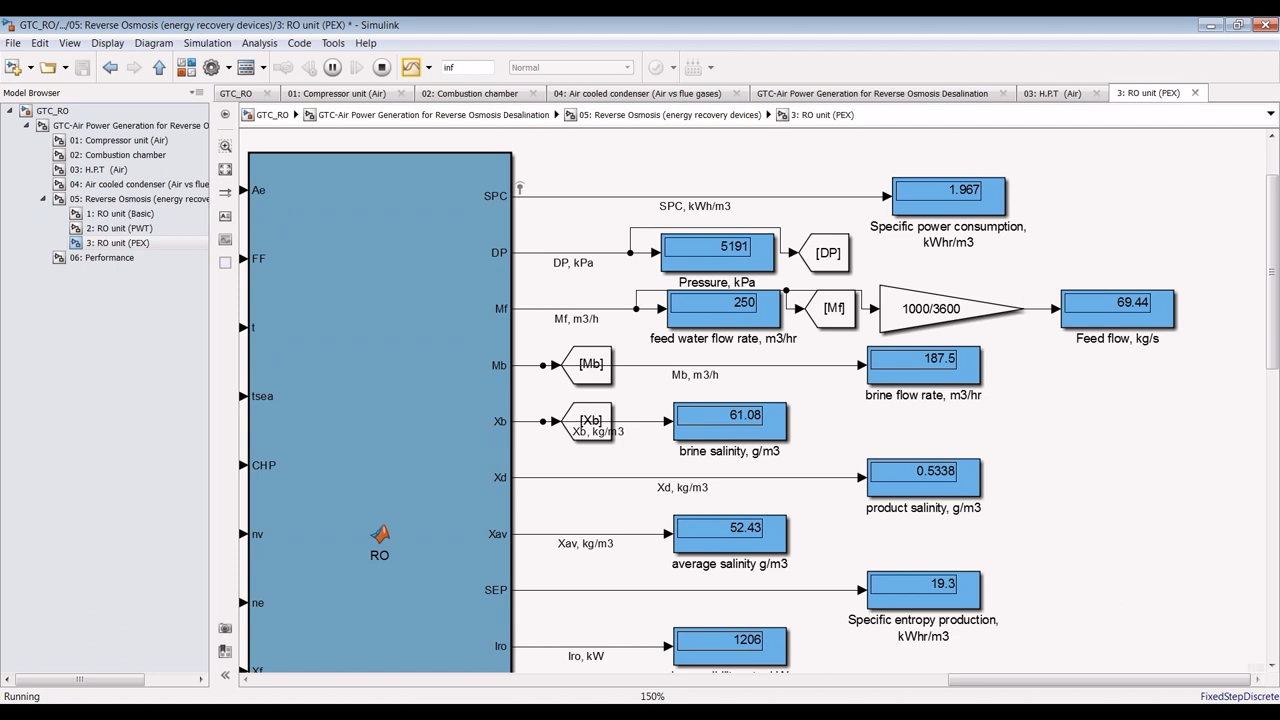 GTC_RO/.../05: Reverse Osmosis (energy recovery devices)/3: RO unit (PEX) * - Simulink
File Edit View Display Diagram Simulation Analysis Code Tools Help
inf Normal
Model Browser
GTC_RO 01: Compressor unit (Air) 02: Combustion chamber 04: Air cooled condenser (Air vs flue gases) GTC-Air Power Generation for Reverse Osmosis Desalination 03: H.P.T (Air) 3: RO unit (PEX)
GTC_RO GTC-Air Power Generation for Reverse Osmosis Desalination 05: Reverse Osmosis (energy recovery devices) 3: RO unit (PEX)
GTC_RO
GTC-Air Power Generation for Reverse O
01: Compressor unit (Air)
02: Combustion chamber
03: H.P.T (Air)
04: Air cooled condenser (Air vs flue
05: Reverse Osmosis (energy recove
1: RO unit (Basic)
2: RO unit (PWT)
3: RO unit (PEX)
06: Performance
Ae
FF
t
tsea
CHP
nv
ne
Xf
RO
SPC
SPC, kWh/m3
1.967
Specific power consumption,
kWhr/m3
DP
DP, kPa
5191
Pressure, kPa
[DP]
Mf
Mf, m3/h
250
feed water flow rate, m3/hr
[Mf]
1000/3600
69.44
Feed flow, kg/s
Mb
[Mb]
Mb, m3/h
187.5
brine flow rate, m3/hr
Xb
[Xb]
Xb, kg/m3
61.08
brine salinity, g/m3
Xd
Xd, kg/m3
0.5338
product salinity, g/m3
Xav
Xav, kg/m3
52.43
average salinity g/m3
SEP
19.3
Specific entropy production,
kWhr/m3
Iro
Iro, kW
1206
Running 150% FixedStepDiscrete